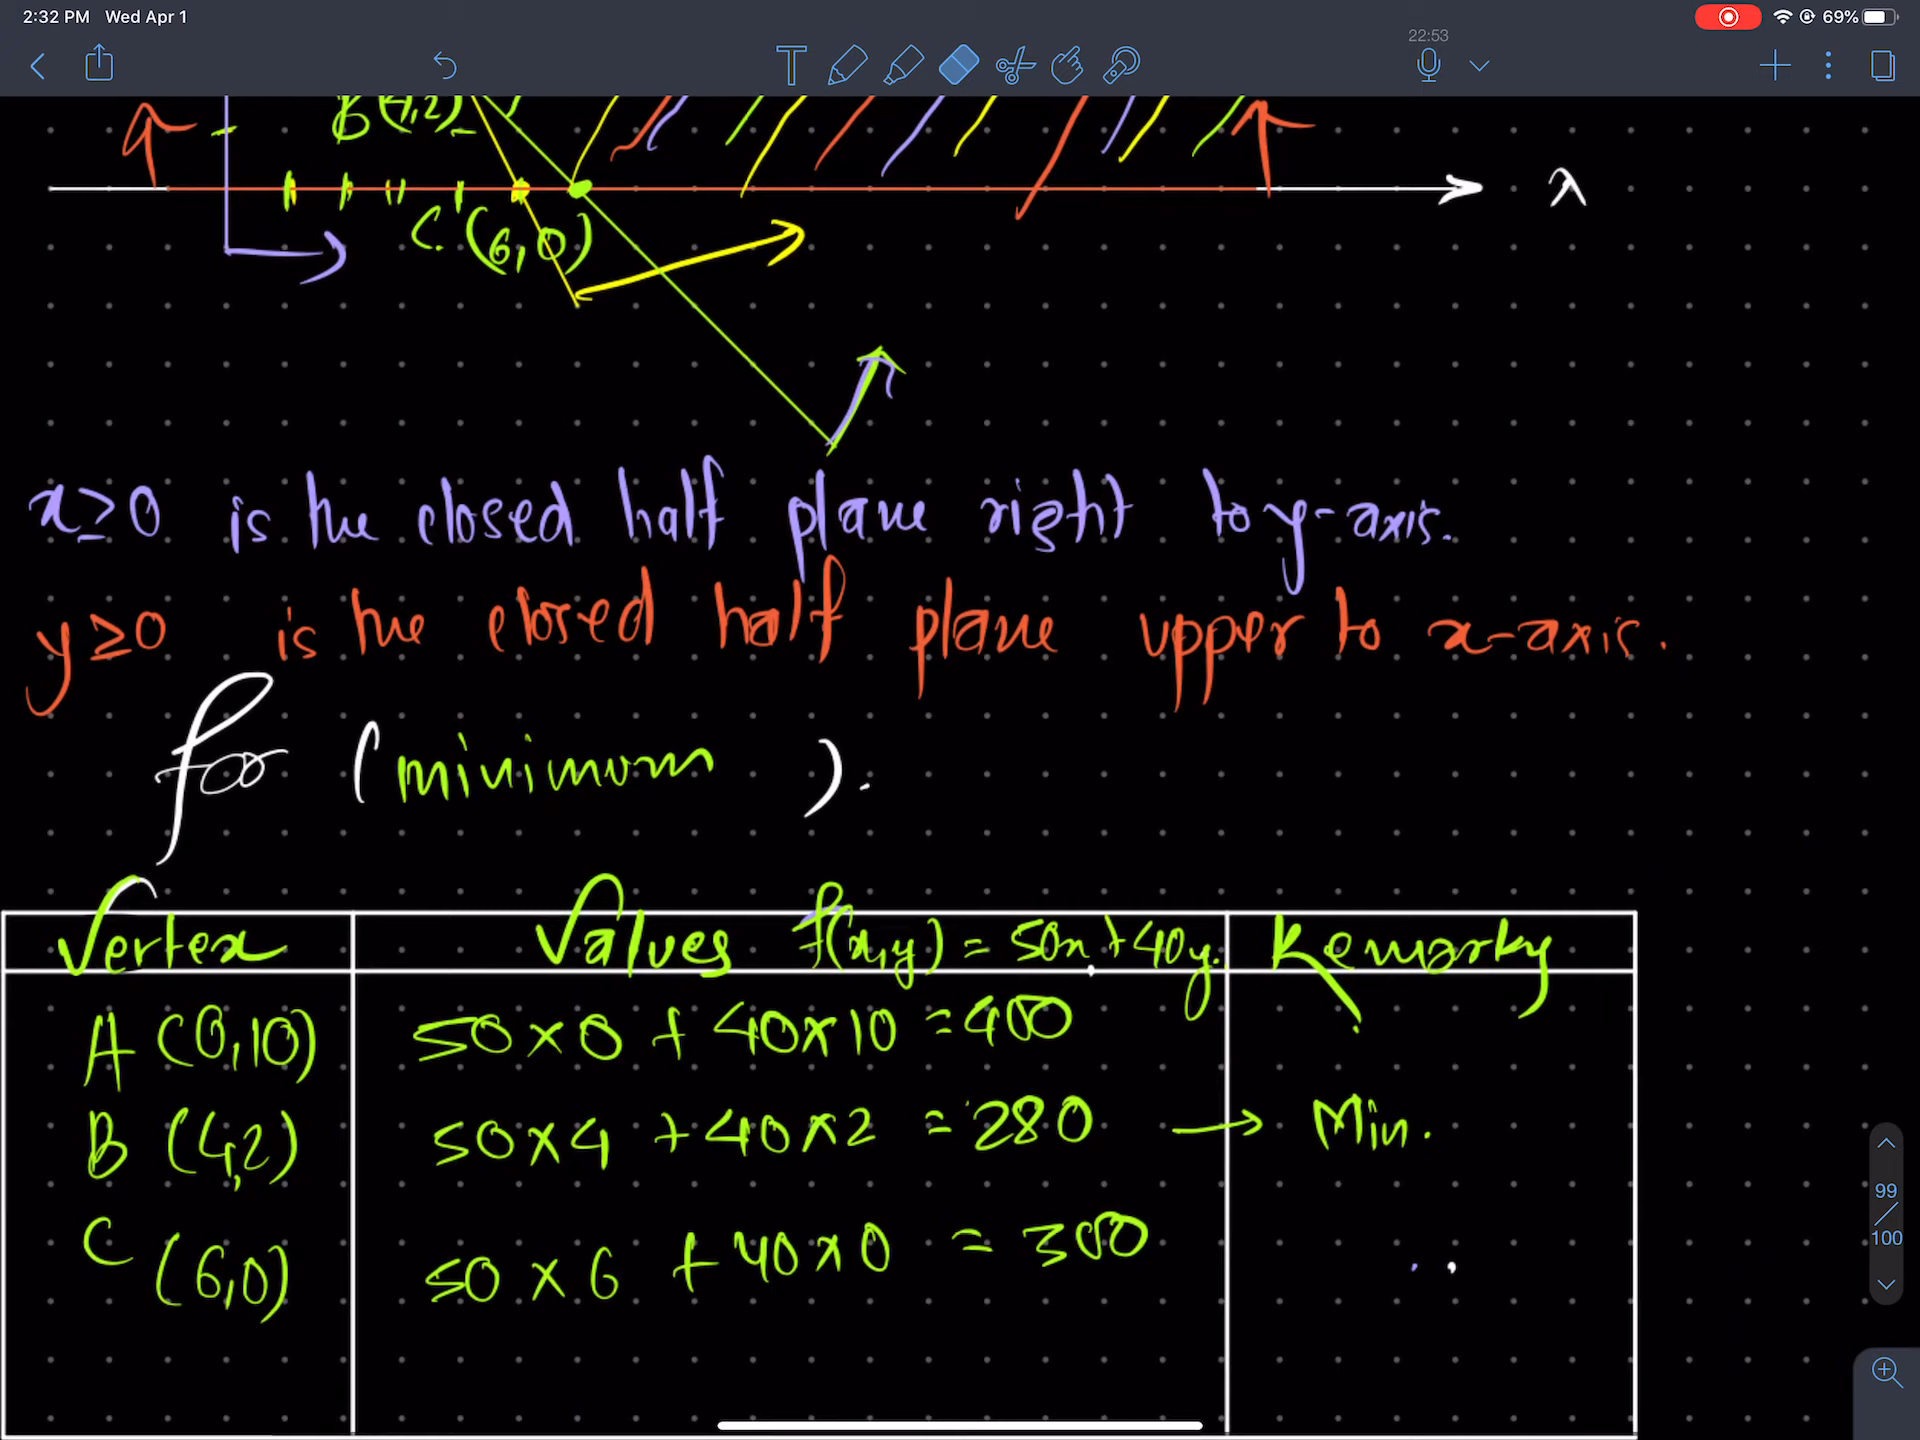 2:32 PM Wed Apr 1
69%
22:53
B(4,2)
x
C (6,0)
x≥0 is the closed half plane right to y-axis.
y≥0 is the closed half plane upper to x-axis.
for (minimum).
Vertex Values f(x,y) = 50x+40y. Remarks
A (0,10) 50×0 + 40×10 =400
B (4,2) 50×4 +40×2 = 280 → Min.
C (6,0) 50×6 +40×0 = 300
99
/
100